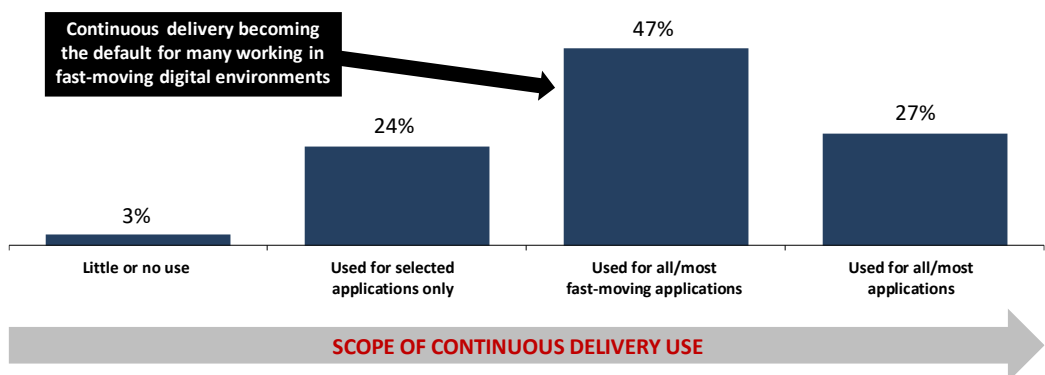 Continuous delivery becoming
the default for many working in
fast-moving digital environments
47%
24%
27%
3%
Little or no use
Used for selected
applications only
Used for all/most
fast-moving applications
Used for all/most
applications
SCOPE OF CONTINUOUS DELIVERY USE